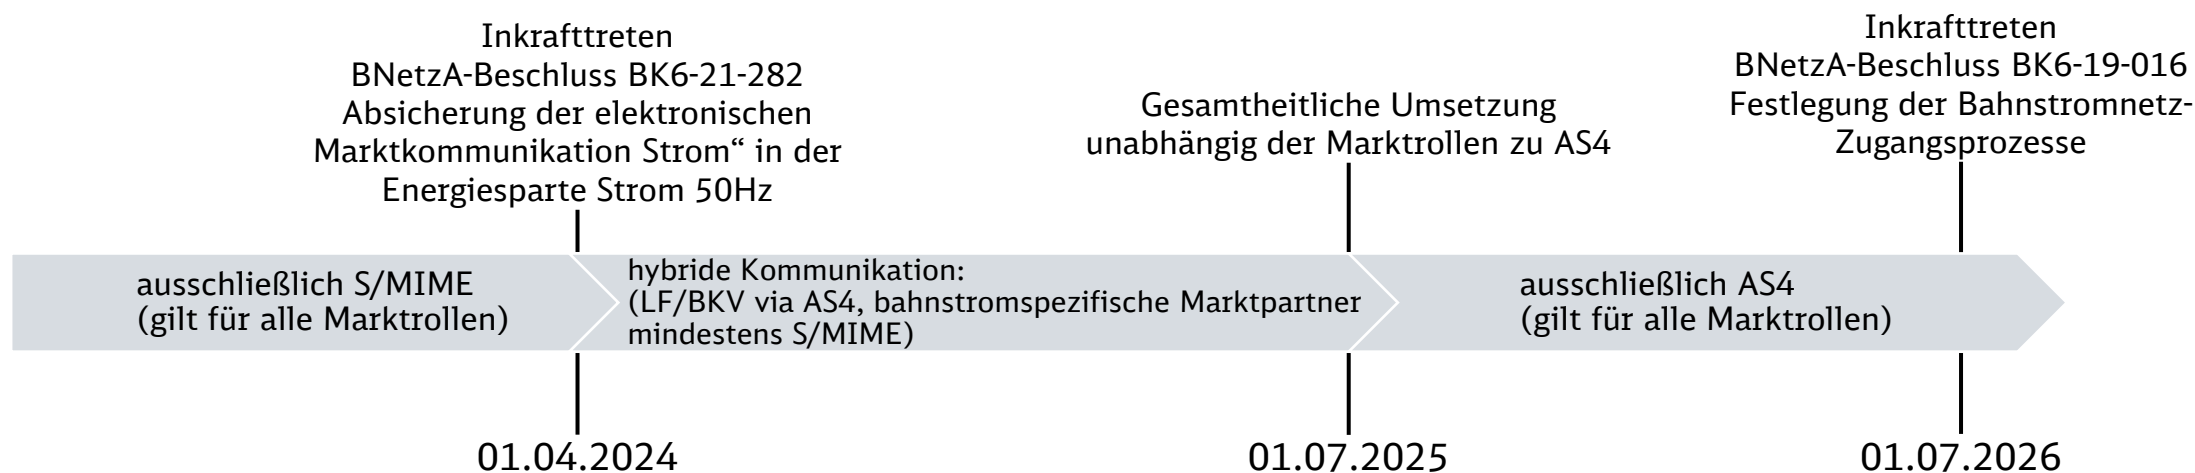 Inkrafttreten
BNetzA-Beschluss BK6-21-282
Absicherung der elektronischen
Marktkommunikation Strom“ in der
Energiesparte Strom 50Hz
Gesamtheitliche Umsetzung
unabhängig der Marktrollen zu AS4
Inkrafttreten
BNetzA-Beschluss BK6-19-016
Festlegung der Bahnstromnetz-
Zugangsprozesse
ausschließlich S/MIME
(gilt für alle Marktrollen)
hybride Kommunikation:
(LF/BKV via AS4, bahnstromspezifische Marktpartner
mindestens S/MIME)
ausschließlich AS4
(gilt für alle Marktrollen)
01.04.2024
01.07.2025
01.07.2026